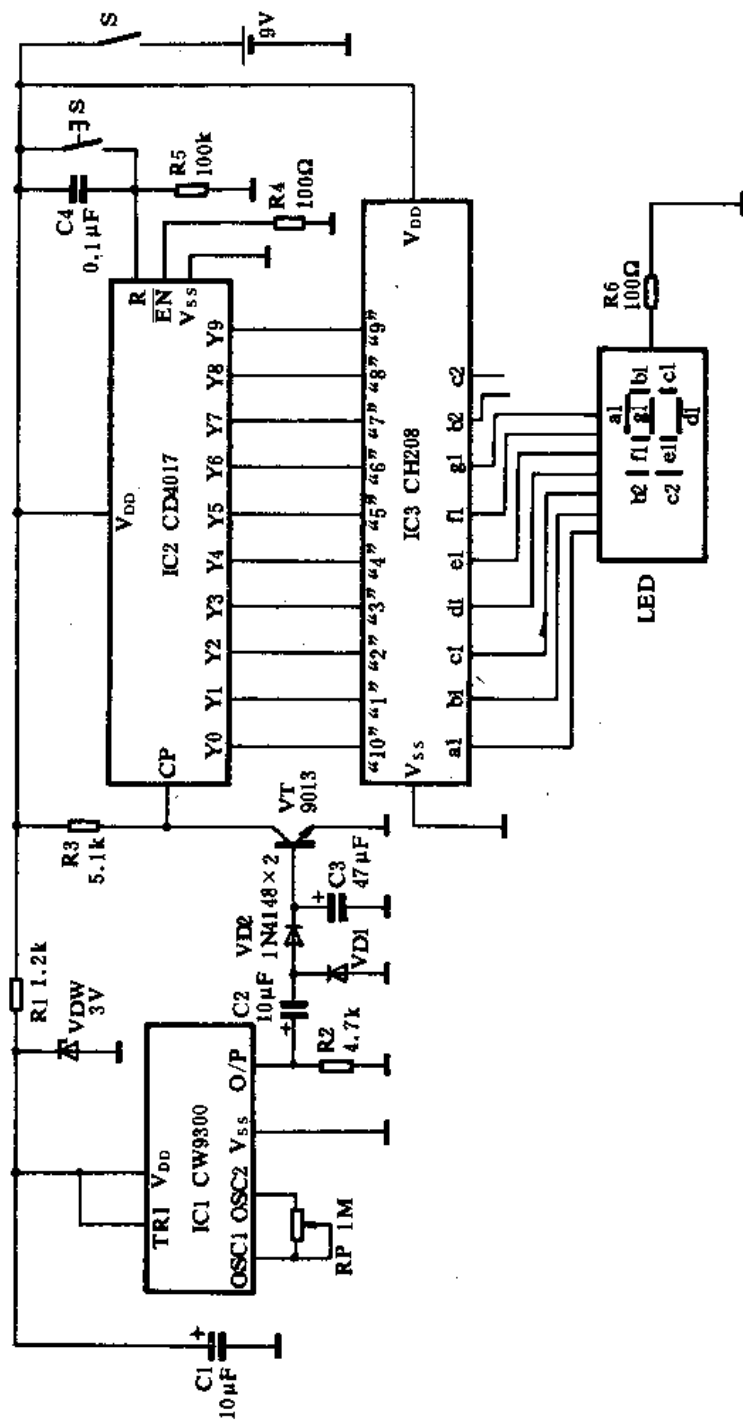 C1
10μF
TR1
VDD
IC1 CW9300
OSC1
OSC2
VSS
O/P
RP 1M
R1 1.2k
VDW
3V
C2
10μF
R2
4.7k
VD2
1N4148×2
VD1
C3
47μF
R3
5.1k
VT
9013
CP
VDD
IC2 CD4017
R
EN
VSS
Y0 Y1 Y2 Y3 Y4 Y5 Y6 Y7 Y8 Y9
C4
0.1μF
S
R5
100k
R4
100Ω
S
9V
“10” “1” “2” “3” “4” “5” “6” “7” “8” “9”
VSS
IC3 CH208
VDD
a1 b1 c1 d1 e1 f1 g1 b2 c2
LED
b2
c2
a1
f1
g1
b1
e1
c1
d1
R6
100Ω